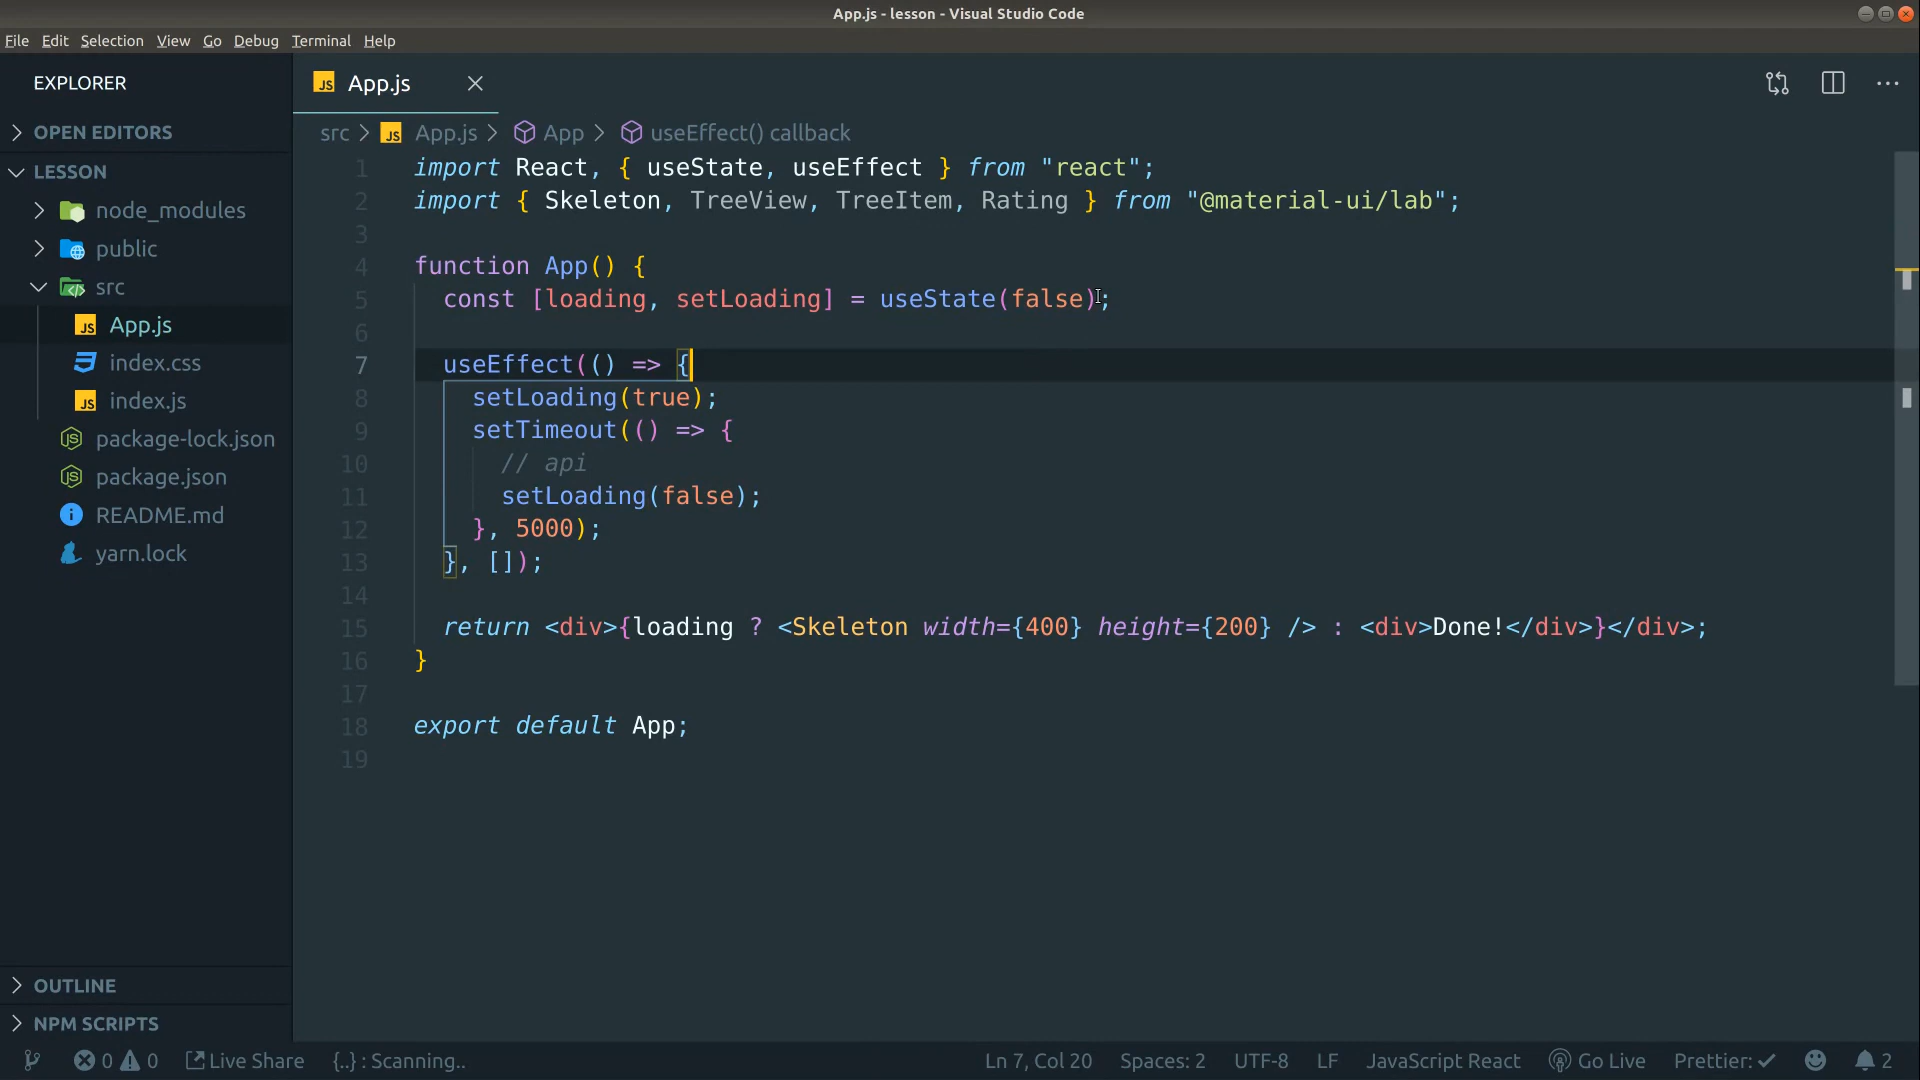 App.js - lesson - Visual Studio Code
File Edit Selection View Go Debug Terminal Help
EXPLORER
OPEN EDITORS
LESSON
node_modules
public
src
JS App.js
index.css
JS index.js
JS package-lock.json
JS package.json
README.md
yarn.lock
OUTLINE
NPM SCRIPTS
JS App.js
src > JS App.js > App > useEffect() callback
1 import React, { useState, useEffect } from "react";
2 import { Skeleton, TreeView, TreeItem, Rating } from "@material-ui/lab";
3
4 function App() {
5 const [loading, setLoading] = useState(false);
6
7 useEffect(() => {
8 setLoading(true);
9 setTimeout(() => {
10 // api
11 setLoading(false);
12 }, 5000);
13 }, []);
14
15 return <div>{loading ? <Skeleton width={400} height={200} /> : <div>Done!</div>}</div>;
16 }
17
18 export default App;
19
0 0 Live Share {..} : Scanning.. Ln 7, Col 20 Spaces: 2 UTF-8 LF JavaScript React Go Live Prettier: ✓ 2